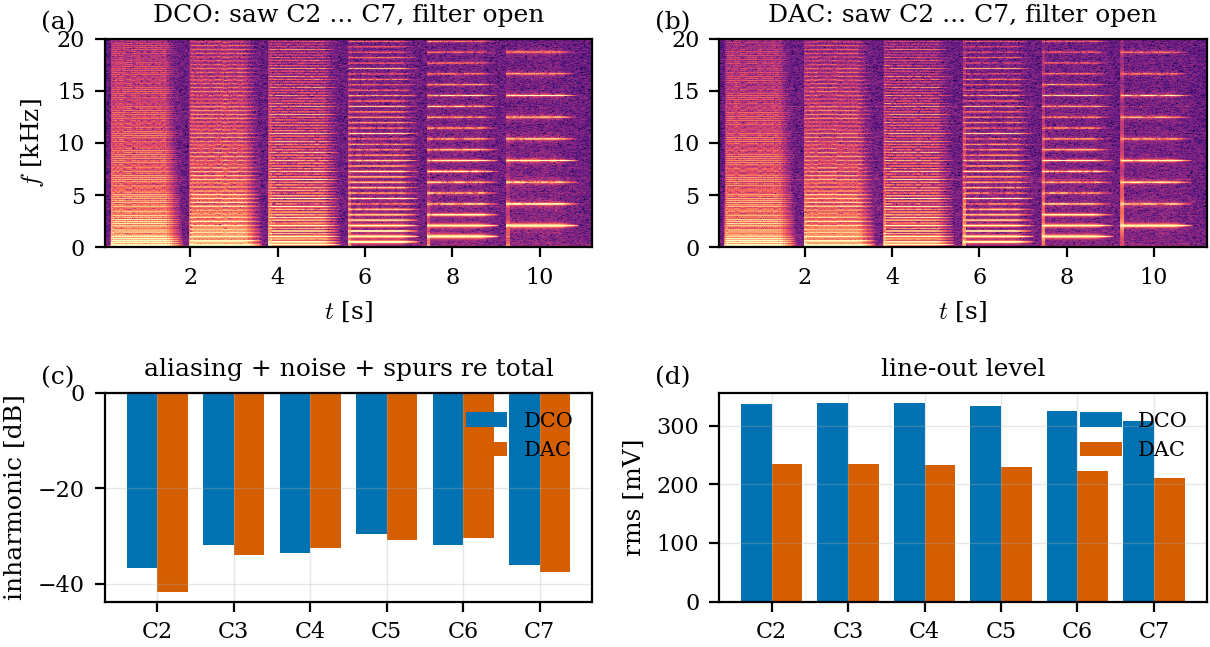 (a) DCO: saw C2 ... C7, filter open
20
15
10
5
0
f [kHz]
2 4 6 8 10
t [s]
(b) DAC: saw C2 ... C7, filter open
20
15
10
5
0
2 4 6 8 10
t [s]
(c) aliasing + noise + spurs re total
0
−20
−40
inharmonic [dB]
DCO
DAC
C2 C3 C4 C5 C6 C7
(d) line-out level
300
200
100
0
rms [mV]
DCO
DAC
C2 C3 C4 C5 C6 C7